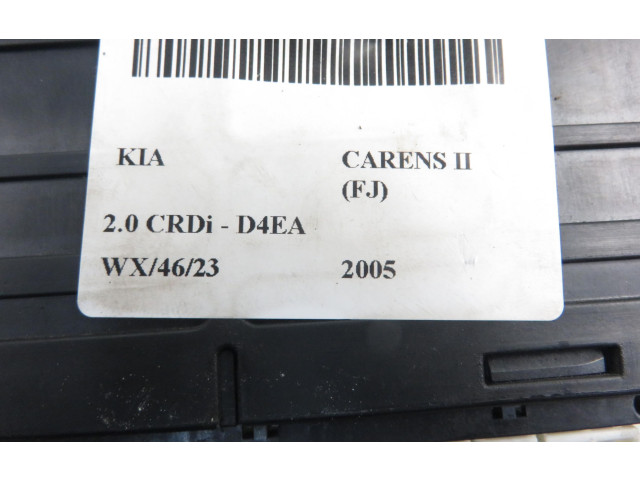 KIA CARENS II
(FJ)
2.0 CRDi - D4EA
WX/46/23 2005